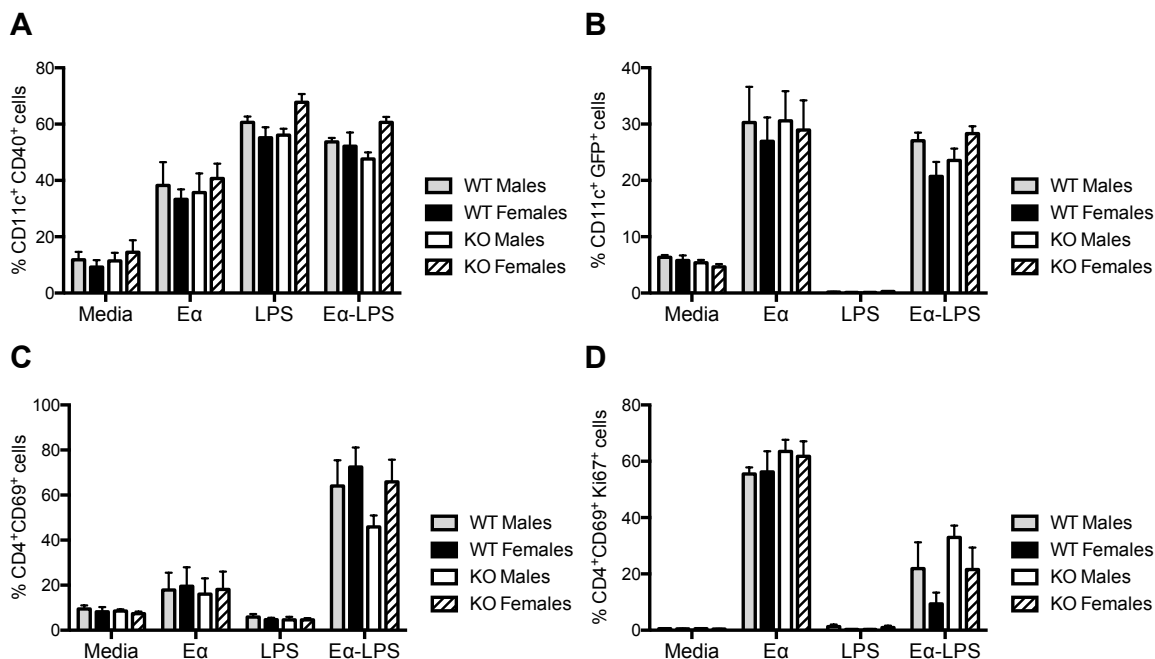 A
% CD11c⁺ CD40⁺ cells
80
60
40
20
0
Media Eα LPS Eα-LPS
WT Males
WT Females
KO Males
KO Females
B
% CD11c⁺ GFP⁺ cells
40
30
20
10
0
Media Eα LPS Eα-LPS
WT Males
WT Females
KO Males
KO Females
C
% CD4⁺CD69⁺ cells
100
80
60
40
20
0
Media Eα LPS Eα-LPS
WT Males
WT Females
KO Males
KO Females
D
% CD4⁺CD69⁺ Ki67⁺ cells
80
60
40
20
0
Media Eα LPS Eα-LPS
WT Males
WT Females
KO Males
KO Females